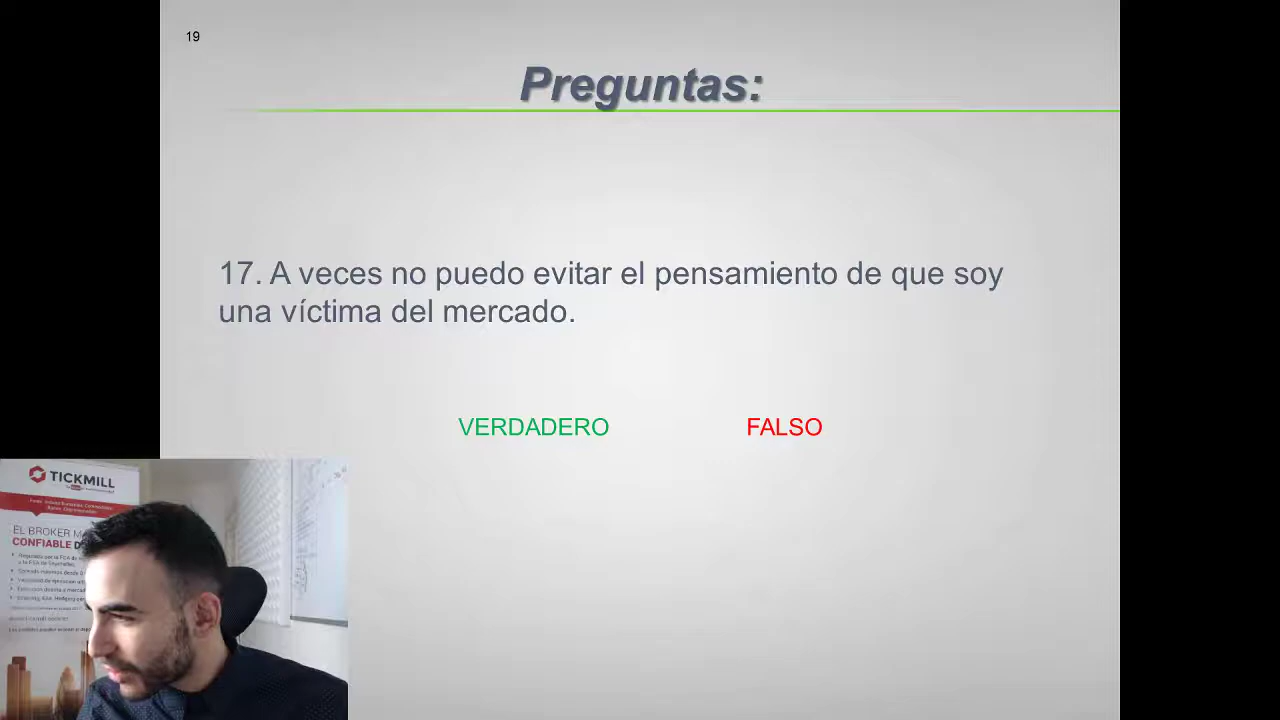 19
Preguntas:
17. A veces no puedo evitar el pensamiento de que soy
una víctima del mercado.
VERDADERO FALSO
TICKMILL
EL BROKER
CONFIABLE